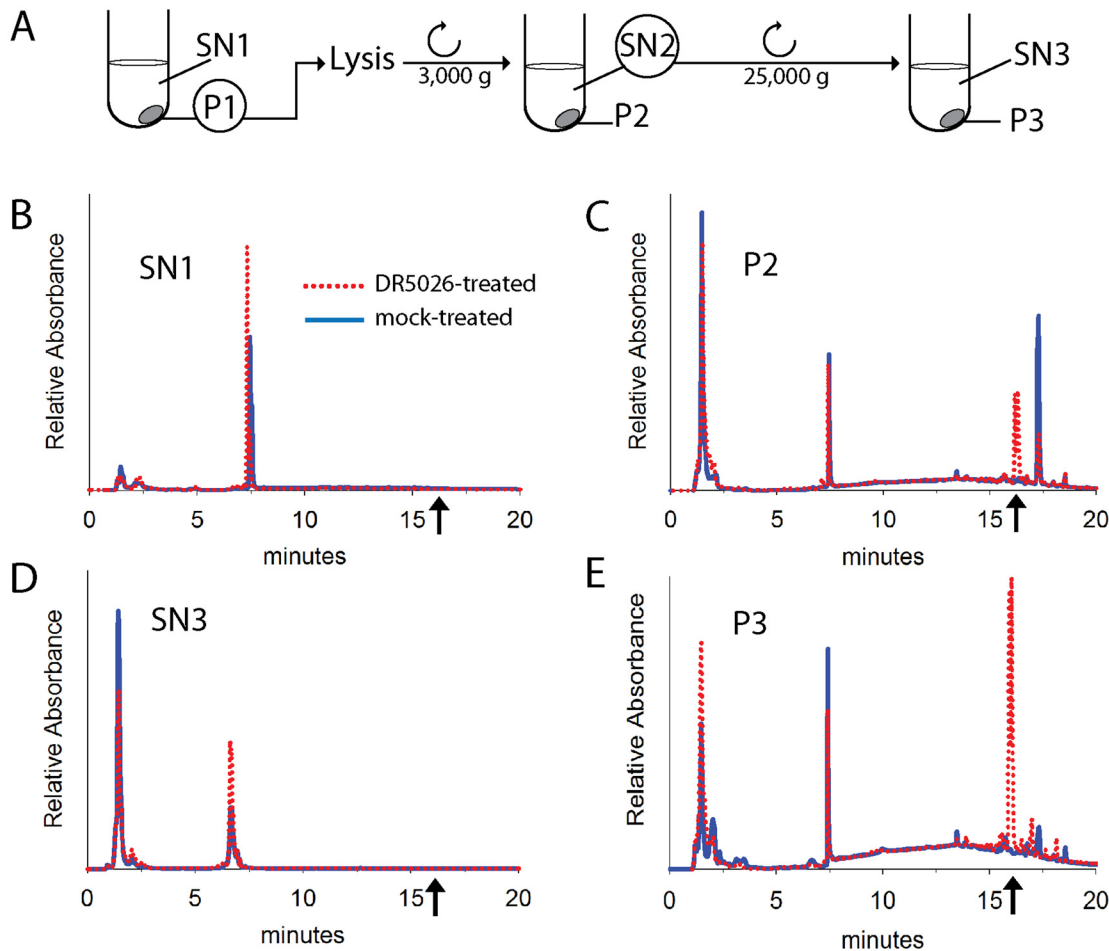 A
SN1
P1
Lysis
3,000 g
SN2
P2
25,000 g
SN3
P3
B
Relative Absorbance
SN1
DR5026-treated
mock-treated
0 5 10 15 20
minutes
C
Relative Absorbance
P2
0 5 10 15 20
minutes
D
Relative Absorbance
SN3
0 5 10 15 20
minutes
E
Relative Absorbance
P3
0 5 10 15 20
minutes